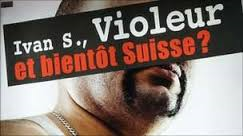 Ivan S., Violeur
et bientôt Suisse?